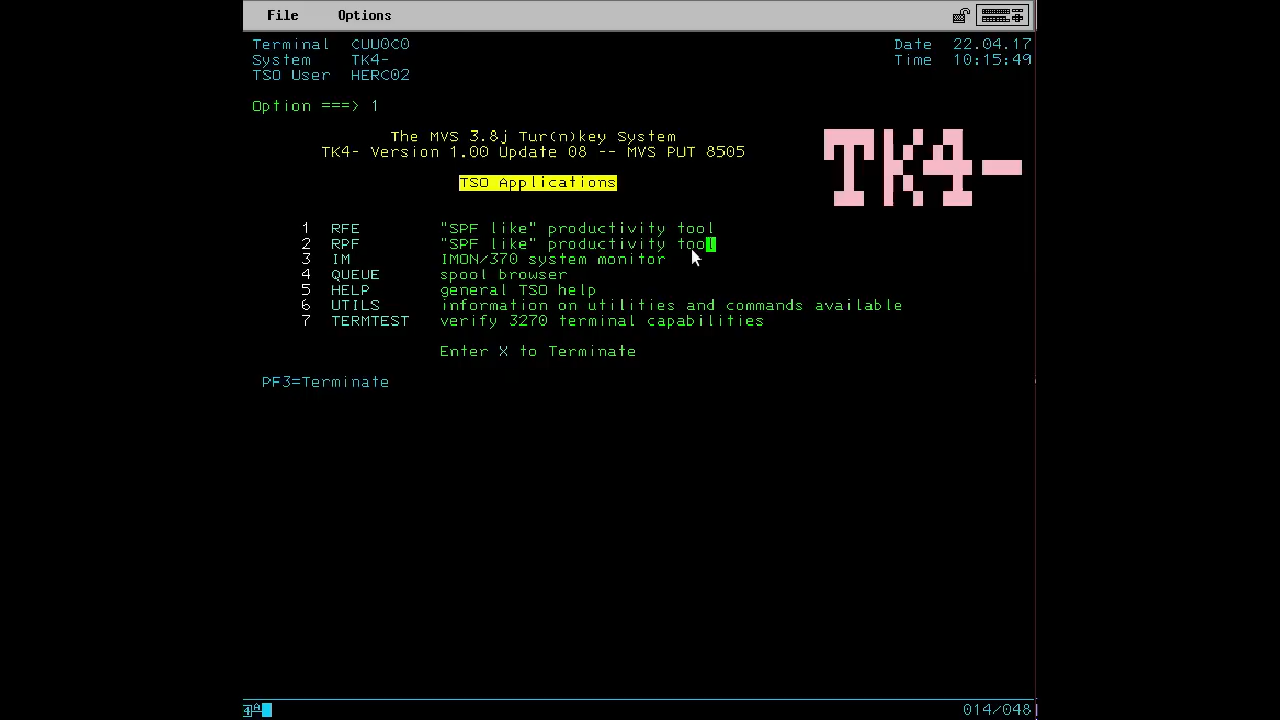 File Options
Terminal CUU0C0 Date 22.04.17
System TK4- Time 10:15:49
TSO User HERC02
Option ===> 1
The MVS 3.8j Tur(n)key System
TK4- Version 1.00 Update 08 -- MVS PUT 8505
TK4-
TSO Applications
1 RFE "SPF like" productivity tool
2 RPF "SPF like" productivity tool
3 IM IMON/370 system monitor
4 QUEUE spool browser
5 HELP general TSO help
6 UTILS information on utilities and commands available
7 TERMTEST verify 3270 terminal capabilities
Enter X to Terminate
PF3=Terminate
4A 014/048